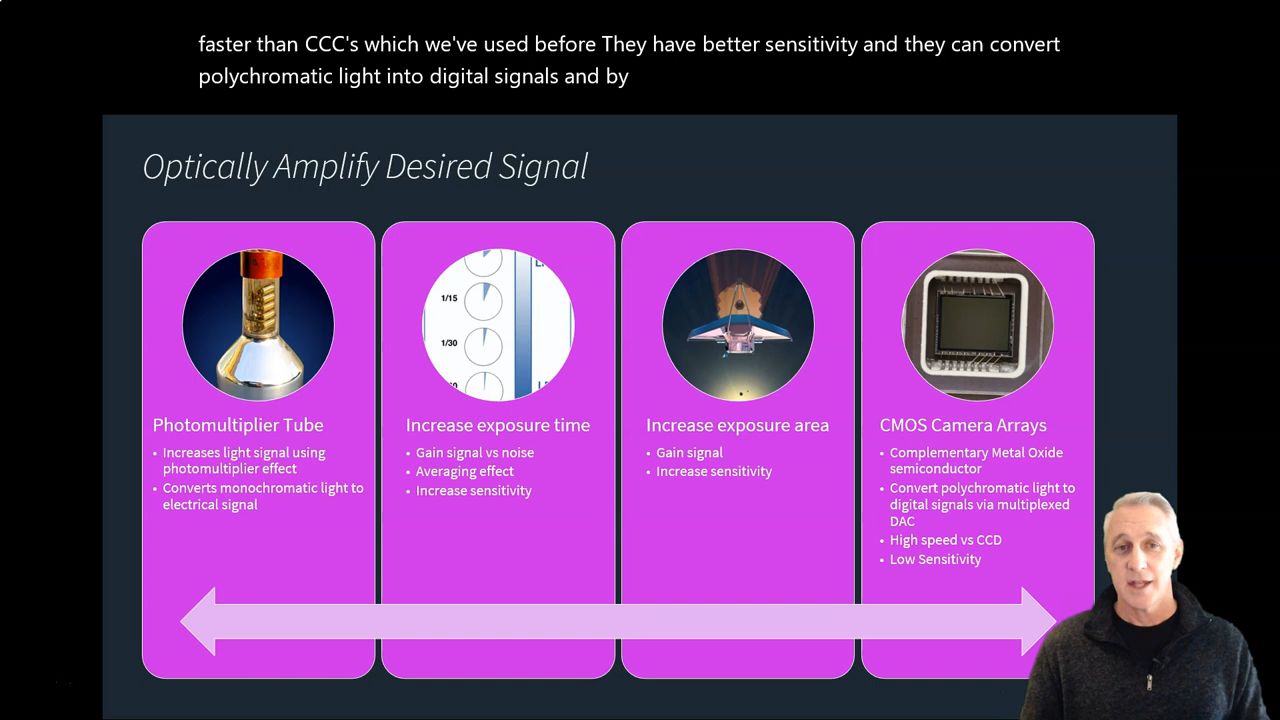 faster than CCC's which we've used before They have better sensitivity and they can convert
polychromatic light into digital signals and by
Optically Amplify Desired Signal
1/15
1/30
Photomultiplier Tube
• Increases light signal using
photomultiplier effect
• Converts monochromatic light to
electrical signal
Increase exposure time
• Gain signal vs noise
• Averaging effect
• Increase sensitivity
Increase exposure area
• Gain signal
• Increase sensitivity
CMOS Camera Arrays
• Complementary Metal Oxide
semiconductor
• Convert polychromatic light to
digital signals via multiplexed
DAC
• High speed vs CCD
• Low Sensitivity